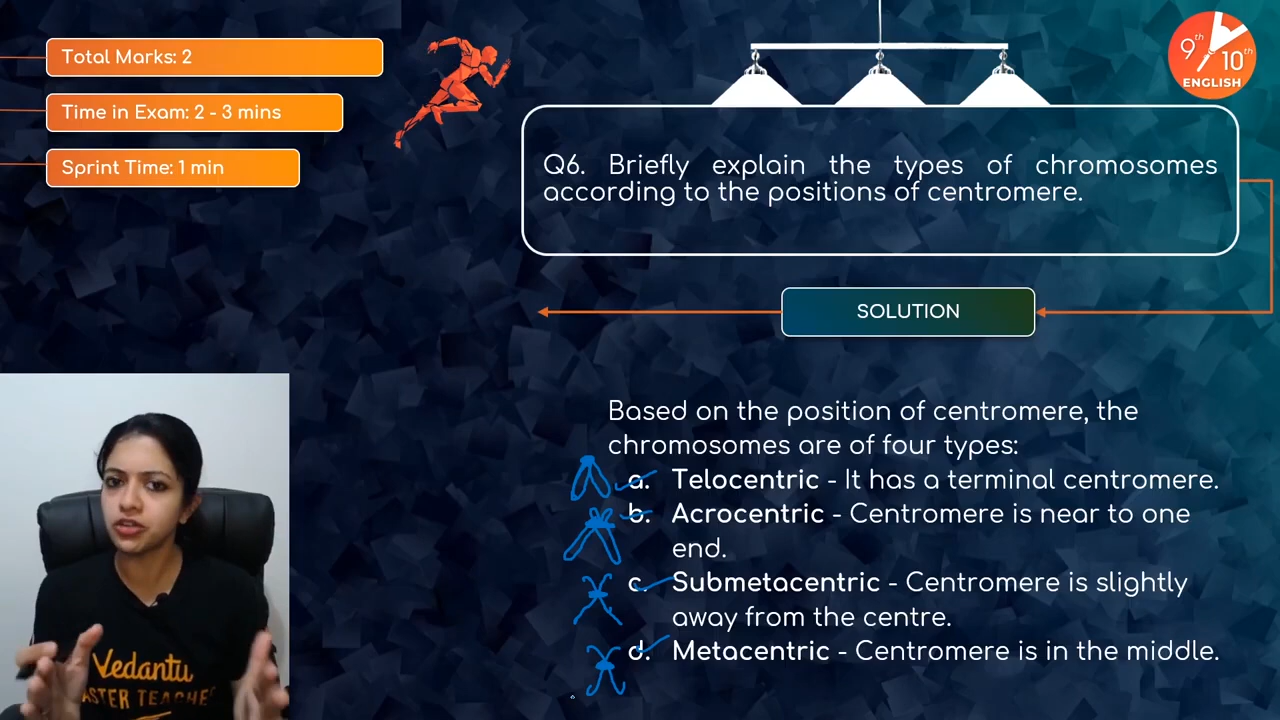 Total Marks: 2
Time in Exam: 2 - 3 mins
Sprint Time: 1 min
9th
10th
ENGLISH
Q6. Briefly explain the types of chromosomes
according to the positions of centromere.
SOLUTION
Based on the position of centromere, the
chromosomes are of four types:
a. Telocentric - It has a terminal centromere.
b. Acrocentric - Centromere is near to one
end.
c. Submetacentric - Centromere is slightly
away from the centre.
d. Metacentric - Centromere is in the middle.
Vedantu
ASTER TEACHE